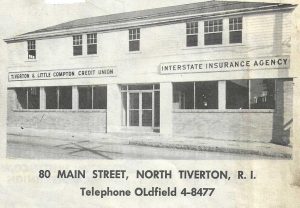 TIVERTON & LITTLE COMPTON CREDIT UNION
INTERSTATE INSURANCE AGENCY
80 MAIN STREET, NORTH TIVERTON, R. I.
Telephone OLdfield 4-8477